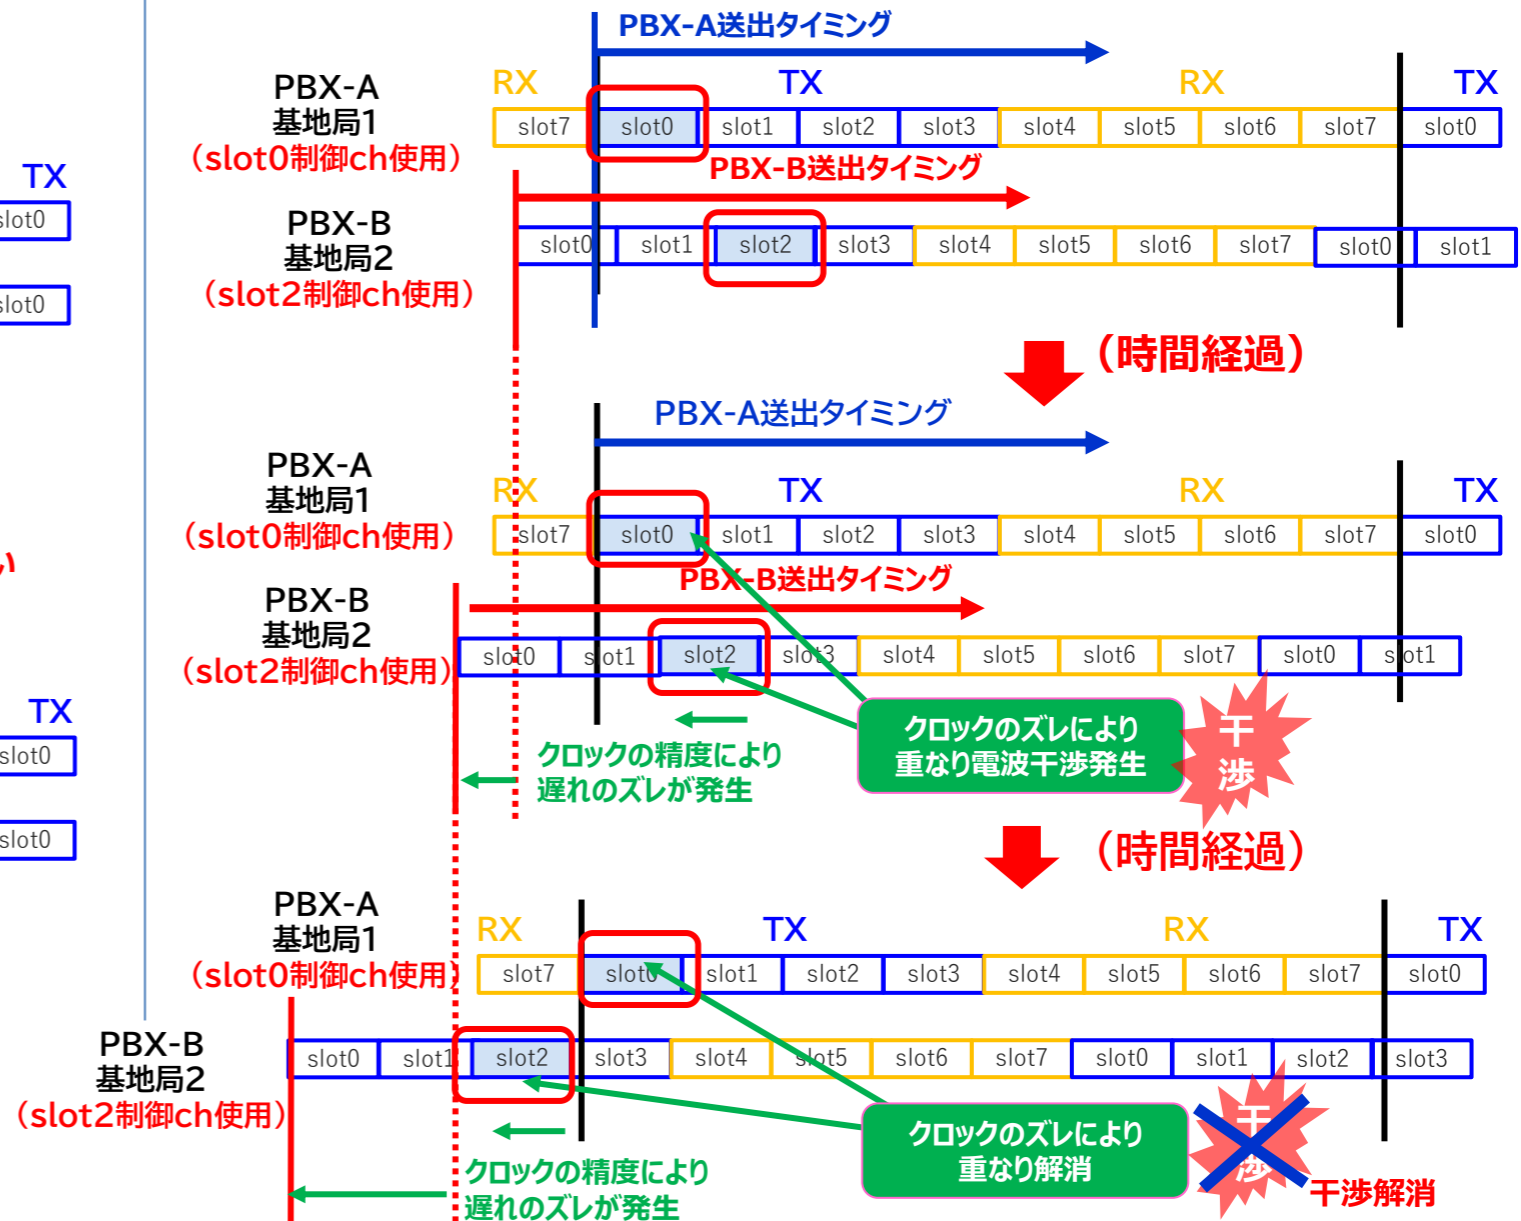 PBX-A送出タイミング
RX
TX
RX
TX
PBX-A
基地局1
(slot0制御ch使用)
slot7
slot0
slot1
slot2
slot3
slot4
slot5
slot6
slot7
slot0
PBX-B送出タイミング
PBX-B
基地局2
(slot2制御ch使用)
slot0
slot1
slot2
slot3
slot4
slot5
slot6
slot7
slot0
slot1
TX
slot0
slot0
(時間経過)
PBX-A送出タイミング
RX
TX
RX
TX
PBX-A
基地局1
(slot0制御ch使用)
slot7
slot0
slot1
slot2
slot3
slot4
slot5
slot6
slot7
slot0
い
PBX-B送出タイミング
PBX-B
基地局2
(slot2制御ch使用)
slot0
slot1
slot2
slot3
slot4
slot5
slot6
slot7
slot0
slot1
TX
slot0
slot0
クロックの精度により
遅れのズレが発生
クロックのズレにより
重なり電波干渉発生
干
渉
(時間経過)
RX
TX
RX
TX
PBX-A
基地局1
(slot0制御ch使用)
slot7
slot0
slot1
slot2
slot3
slot4
slot5
slot6
slot7
slot0
PBX-B
基地局2
(slot2制御ch使用)
slot0
slot1
slot2
slot3
slot4
slot5
slot6
slot7
slot0
slot1
slot2
slot3
クロックの精度により
遅れのズレが発生
クロックのズレにより
重なり解消
干
渉
干渉解消